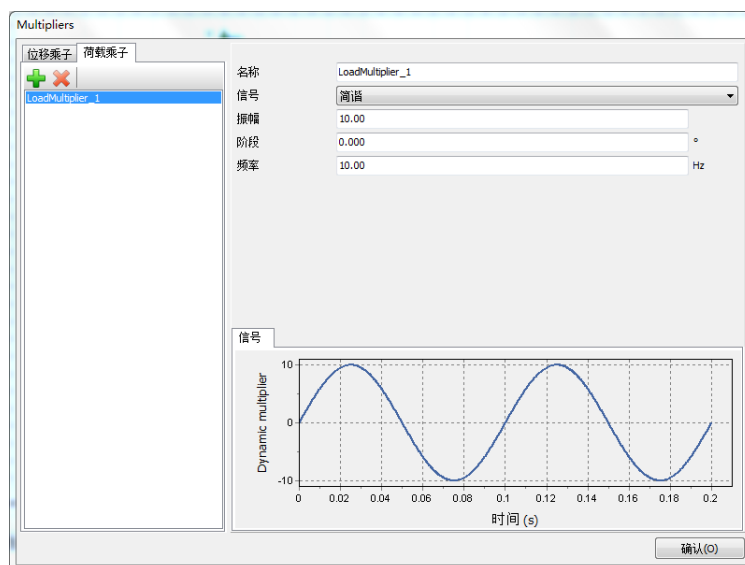 Multipliers
位移乘子 荷载乘子
LoadMultiplier_1
名称 LoadMultiplier_1
信号 简谐
振幅 10.00
阶段 0.000 °
频率 10.00 Hz
信号
Dynamic multiplier
10
0
-10
0 0.02 0.04 0.06 0.08 0.1 0.12 0.14 0.16 0.18 0.2
时间 (s)
确认(O)